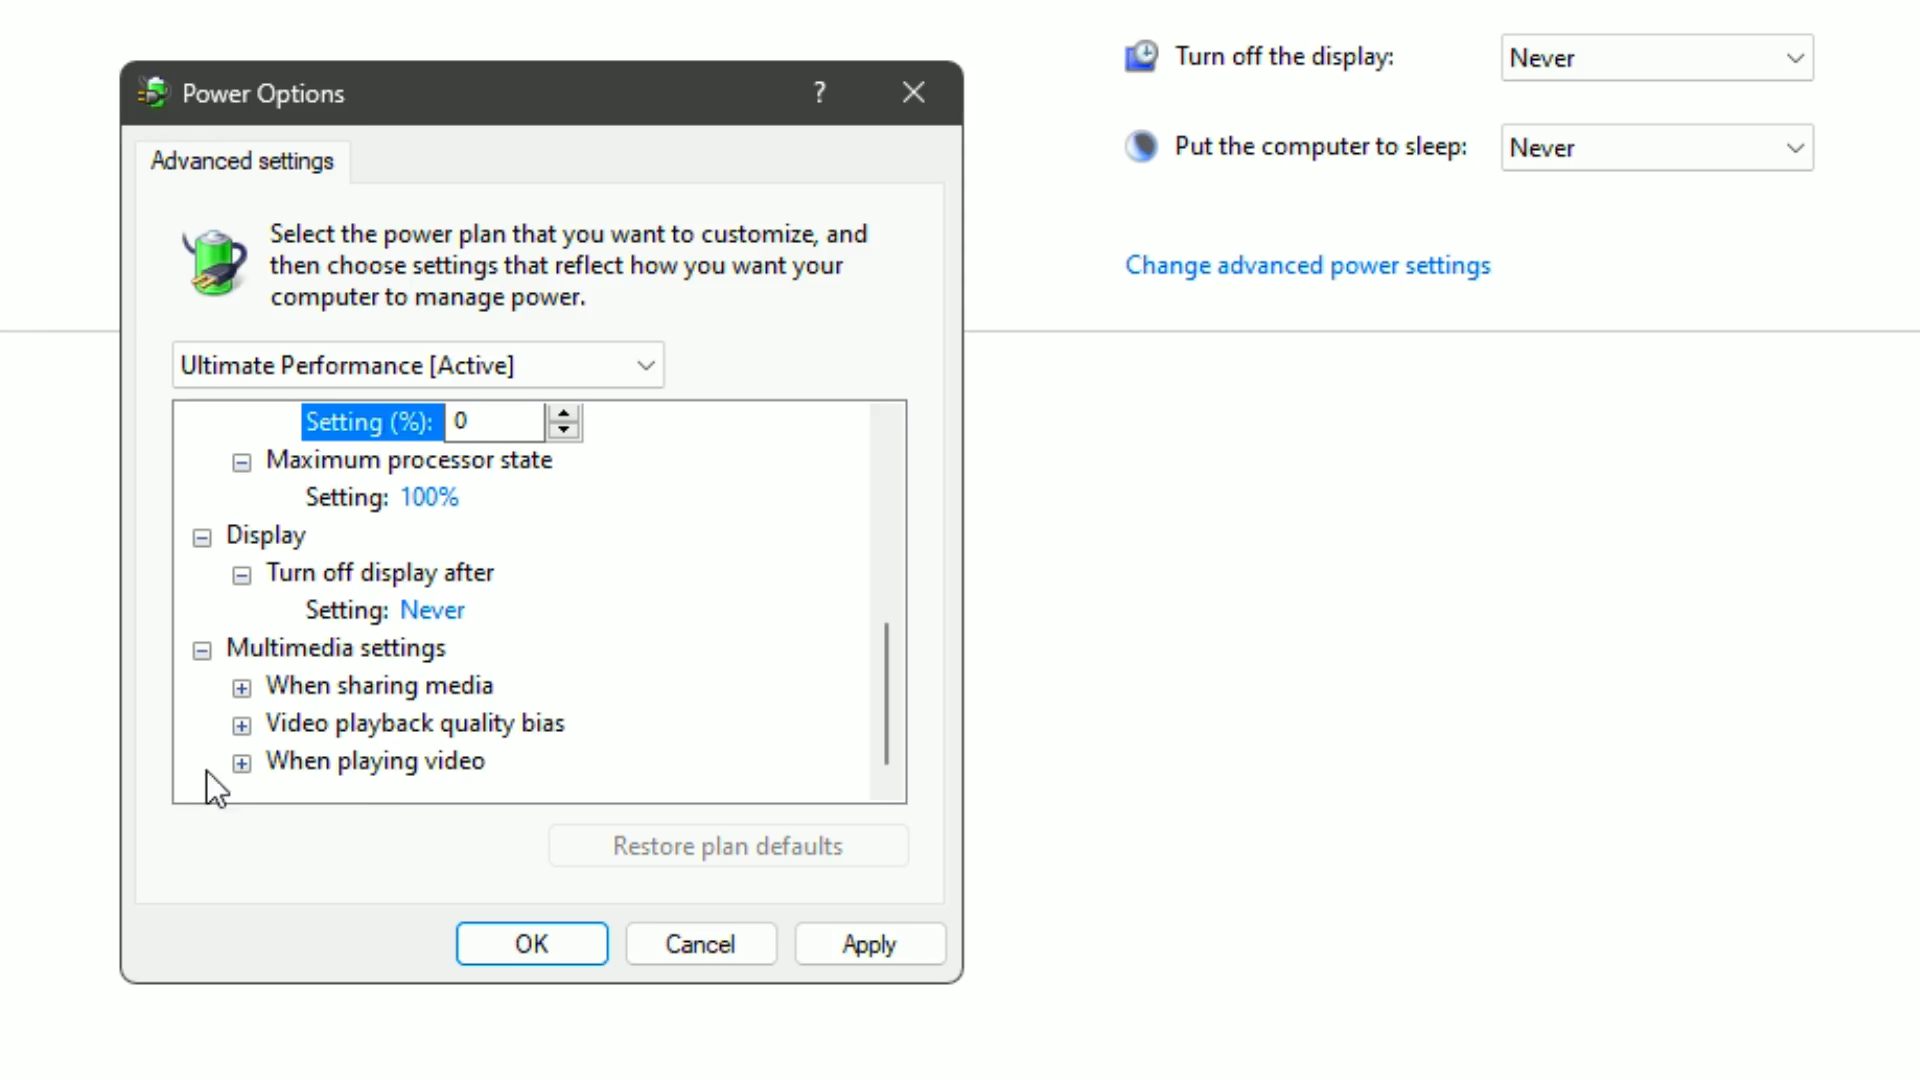 Turn off the display: Never
Power Options ?
Put the computer to sleep: Never
Advanced settings
Select the power plan that you want to customize, and
then choose settings that reflect how you want your
computer to manage power.
Change advanced power settings
Ultimate Performance [Active]
Setting (%): 0
Maximum processor state
Setting: 100%
Display
Turn off display after
Setting: Never
Multimedia settings
When sharing media
Video playback quality bias
When playing video
Restore plan defaults
OK Cancel Apply